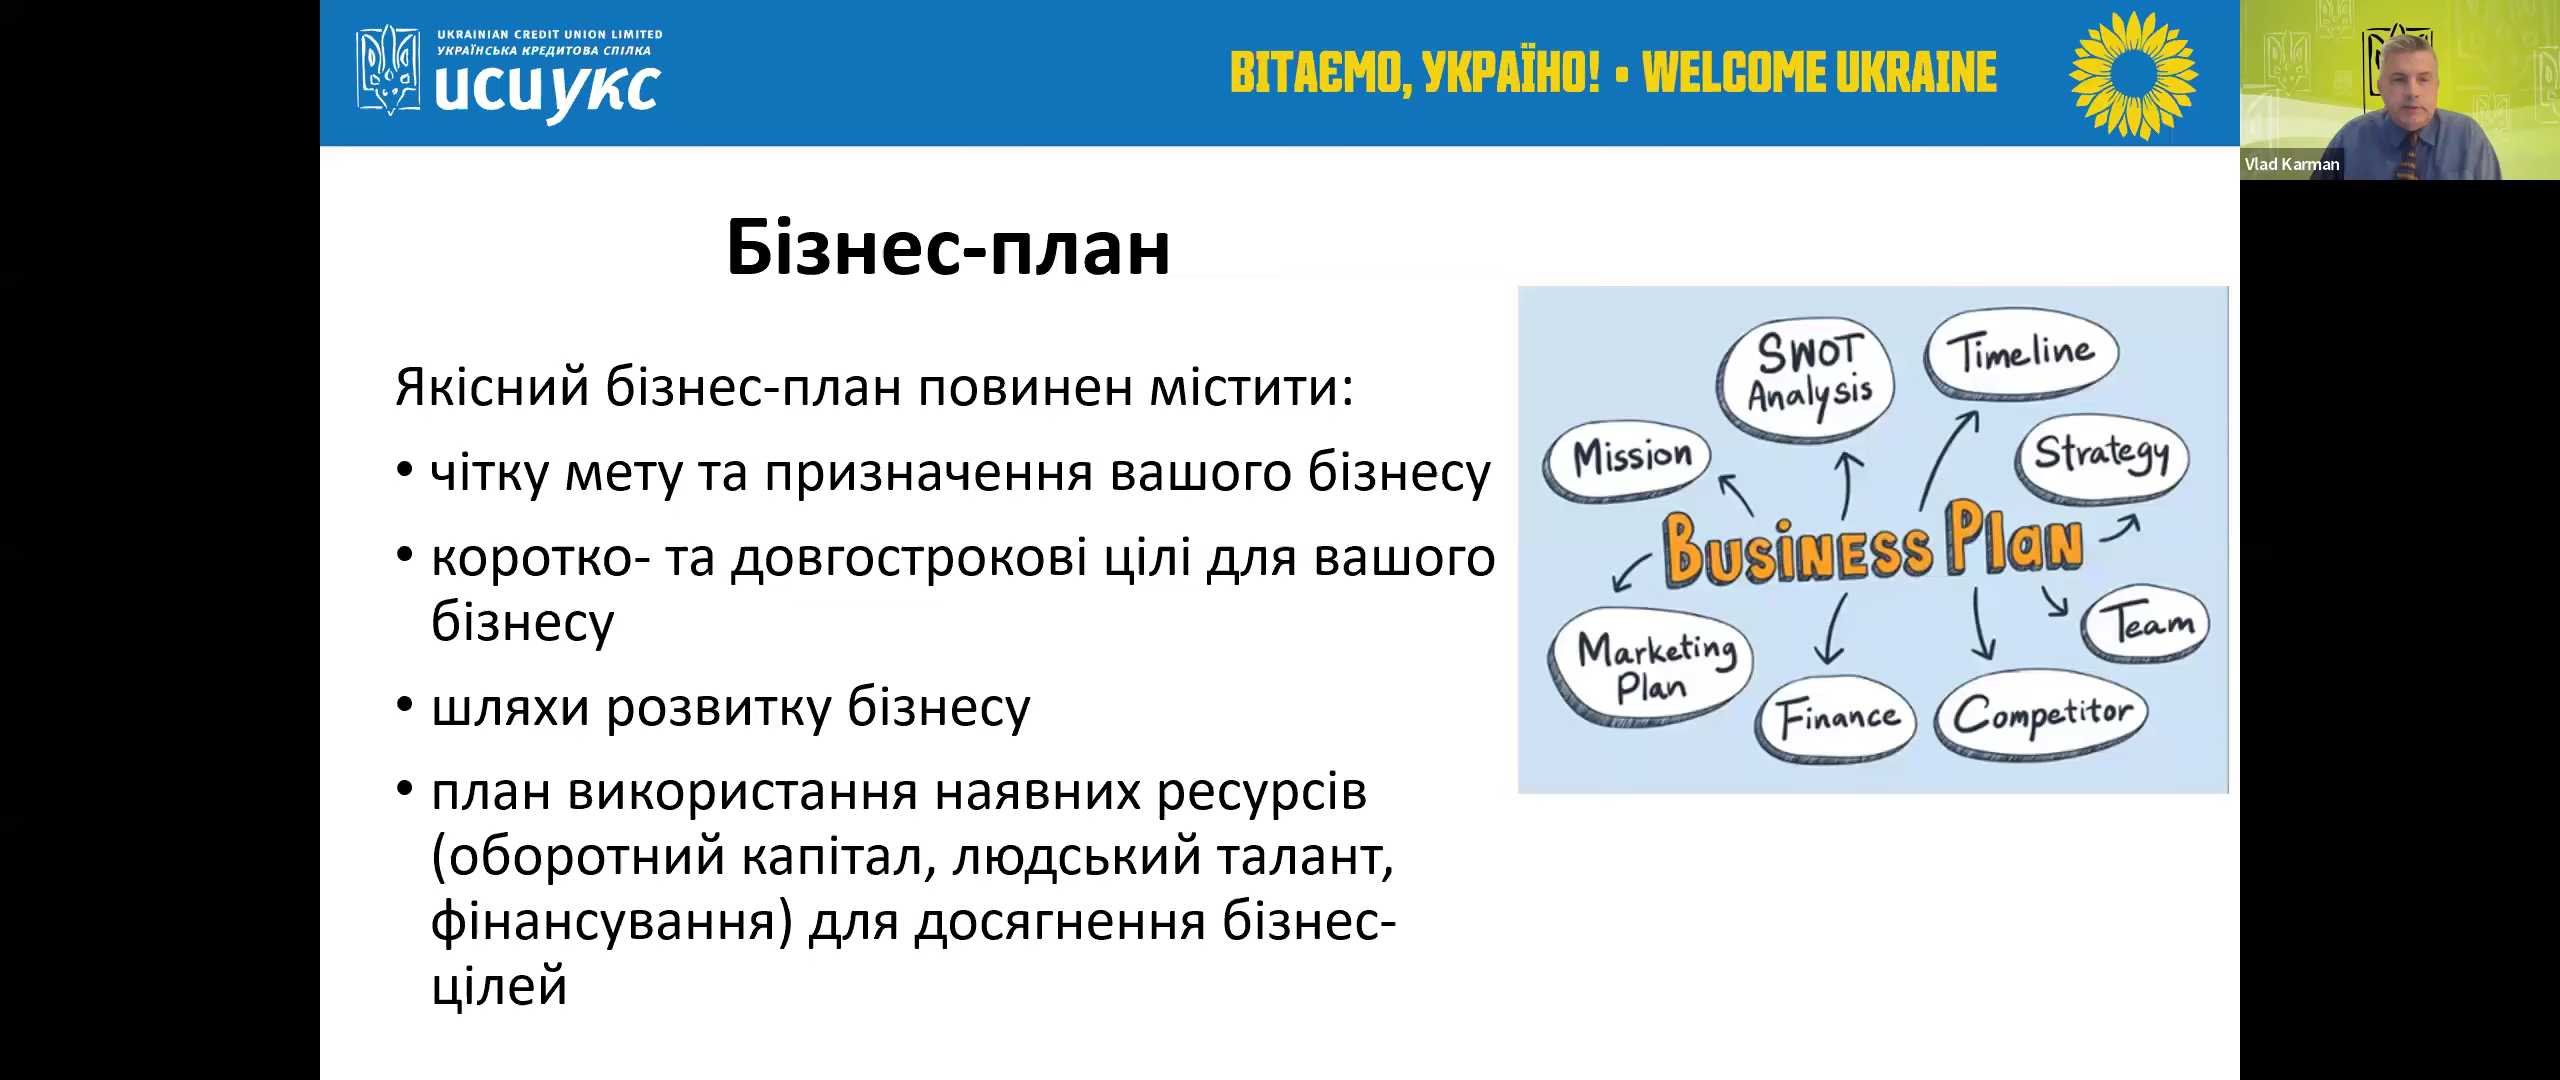 UKRAINIAN CREDIT UNION LIMITED
УКРАЇНСЬКА КРЕДИТОВА СПІЛКА
UCUУКС
ВІТАЄМО, УКРАЇНО! • WELCOME UKRAINE
Vlad Karman
Бізнес-план
Якісний бізнес-план повинен містити:
• чітку мету та призначення вашого бізнесу
• коротко- та довгострокові цілі для вашого
бізнесу
• шляхи розвитку бізнесу
• план використання наявних ресурсів
(оборотний капітал, людський талант,
фінансування) для досягнення бізнес-
цілей
SWOT
Analysis
Timeline
Mission
Strategy
BUSINESS PLAN
Team
Marketing
Plan
Finance
Competitor